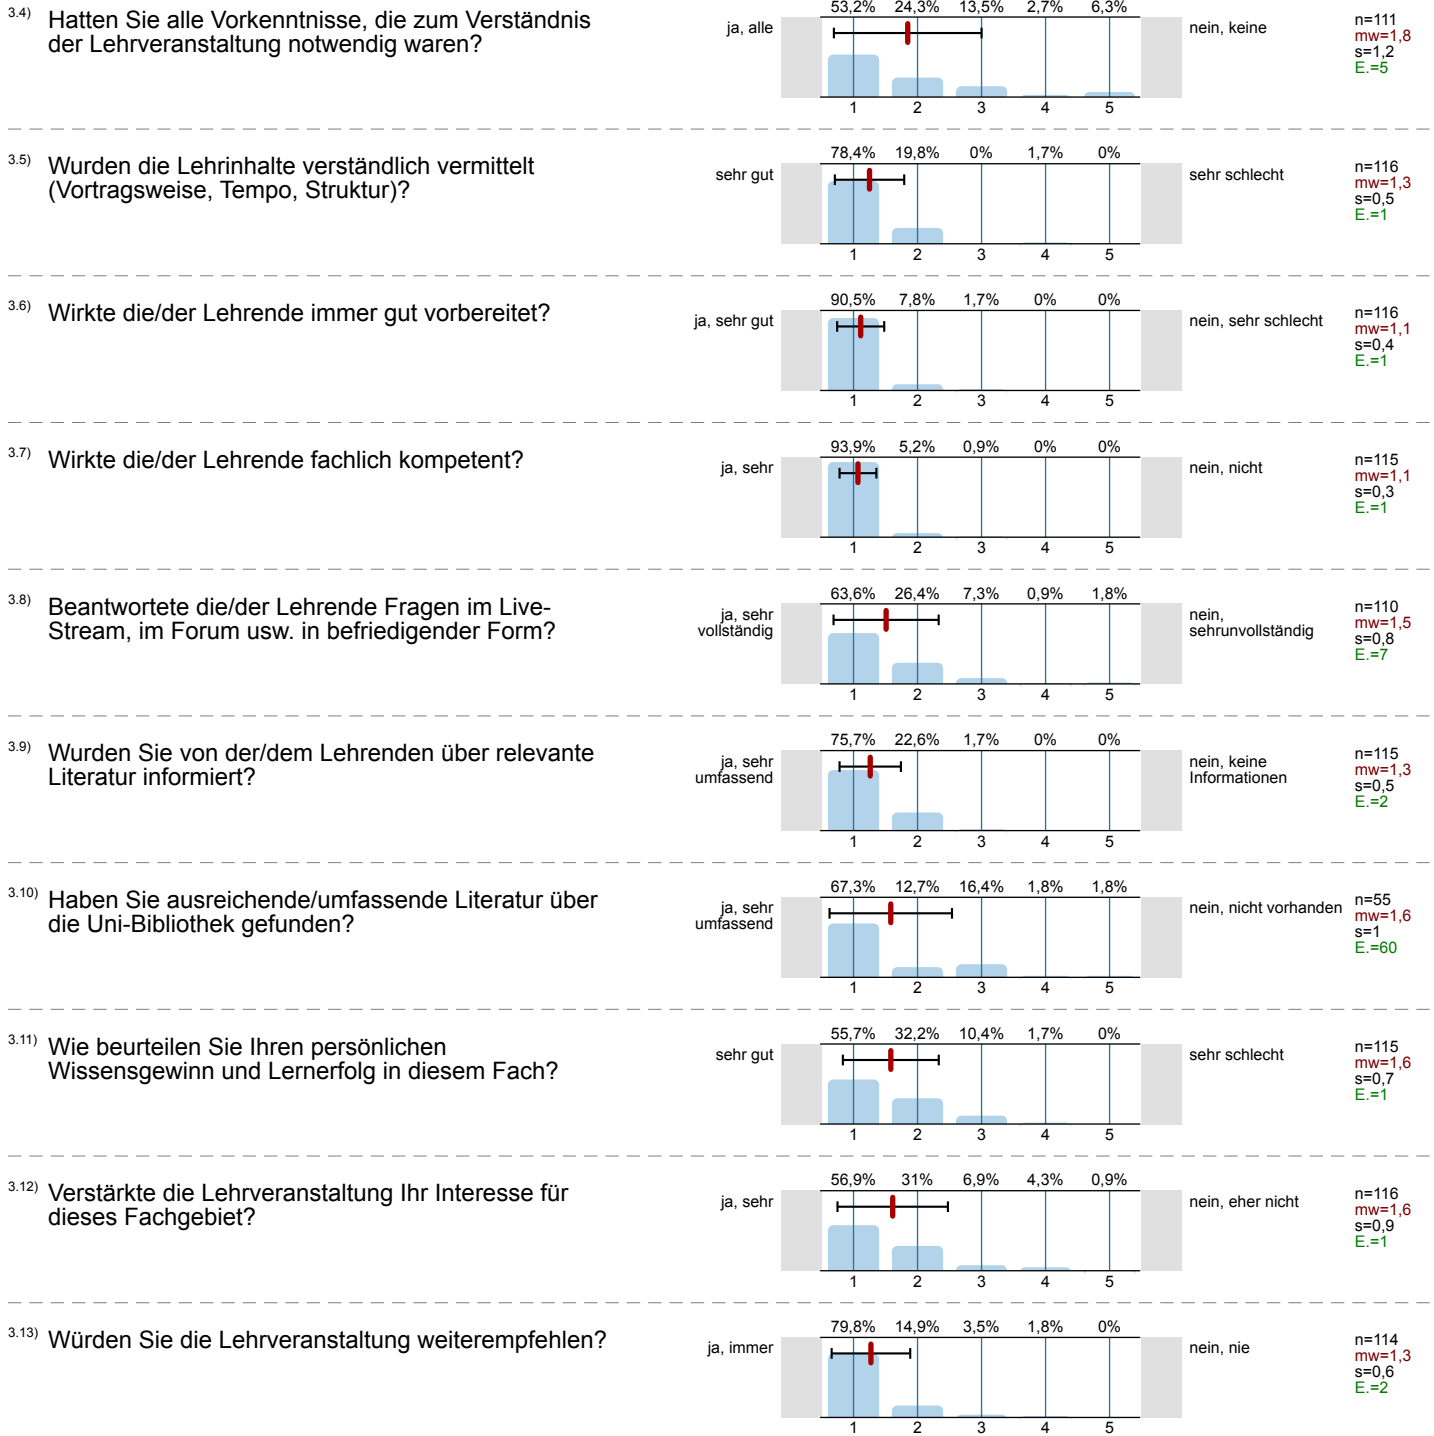 3.4) Hatten Sie alle Vorkenntnisse, die zum Verständnis
der Lehrveranstaltung notwendig waren?
ja, alle
53,2% 24,3% 13,5% 2,7% 6,3%
1 2 3 4 5
nein, keine
n=111
mw=1,8
s=1,2
E.=5
3.5) Wurden die Lehrinhalte verständlich vermittelt
(Vortragsweise, Tempo, Struktur)?
sehr gut
78,4% 19,8% 0% 1,7% 0%
1 2 3 4 5
sehr schlecht
n=116
mw=1,3
s=0,5
E.=1
3.6) Wirkte die/der Lehrende immer gut vorbereitet?
ja, sehr gut
90,5% 7,8% 1,7% 0% 0%
1 2 3 4 5
nein, sehr schlecht
n=116
mw=1,1
s=0,4
E.=1
3.7) Wirkte die/der Lehrende fachlich kompetent?
ja, sehr
93,9% 5,2% 0,9% 0% 0%
1 2 3 4 5
nein, nicht
n=115
mw=1,1
s=0,3
E.=1
3.8) Beantwortete die/der Lehrende Fragen im Live-
Stream, im Forum usw. in befriedigender Form?
ja, sehr
vollständig
63,6% 26,4% 7,3% 0,9% 1,8%
1 2 3 4 5
nein,
sehrunvollständig
n=110
mw=1,5
s=0,8
E.=7
3.9) Wurden Sie von der/dem Lehrenden über relevante
Literatur informiert?
ja, sehr
umfassend
75,7% 22,6% 1,7% 0% 0%
1 2 3 4 5
nein, keine
Informationen
n=115
mw=1,3
s=0,5
E.=2
3.10) Haben Sie ausreichende/umfassende Literatur über
die Uni-Bibliothek gefunden?
ja, sehr
umfassend
67,3% 12,7% 16,4% 1,8% 1,8%
1 2 3 4 5
nein, nicht vorhanden
n=55
mw=1,6
s=1
E.=60
3.11) Wie beurteilen Sie Ihren persönlichen
Wissensgewinn und Lernerfolg in diesem Fach?
sehr gut
55,7% 32,2% 10,4% 1,7% 0%
1 2 3 4 5
sehr schlecht
n=115
mw=1,6
s=0,7
E.=1
3.12) Verstärkte die Lehrveranstaltung Ihr Interesse für
dieses Fachgebiet?
ja, sehr
56,9% 31% 6,9% 4,3% 0,9%
1 2 3 4 5
nein, eher nicht
n=116
mw=1,6
s=0,9
E.=1
3.13) Würden Sie die Lehrveranstaltung weiterempfehlen?
ja, immer
79,8% 14,9% 3,5% 1,8% 0%
1 2 3 4 5
nein, nie
n=114
mw=1,3
s=0,6
E.=2